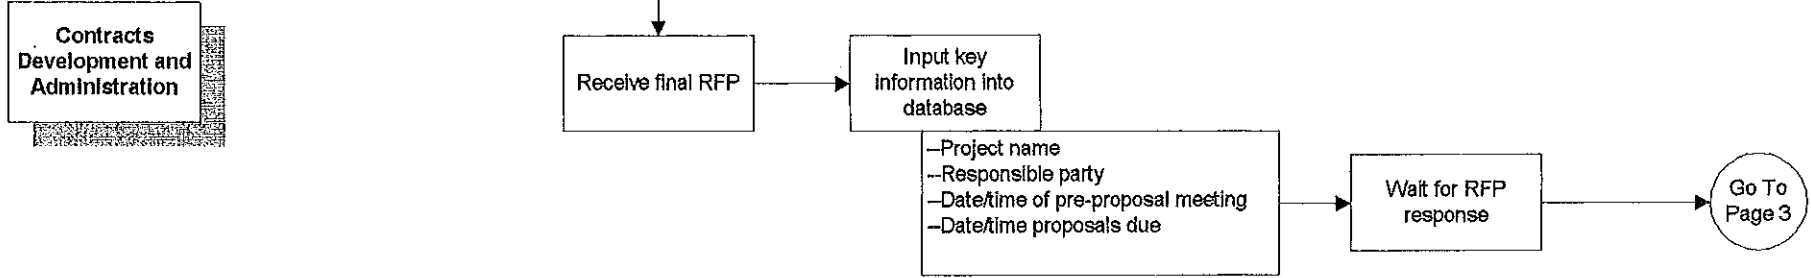 Contracts
Development and
Administration
Receive final RFP
Input key
information into
database
--Project name
--Responsible party
--Date/time of pre-proposal meeting
--Date/time proposals due
Wait for RFP
response
Go To
Page 3